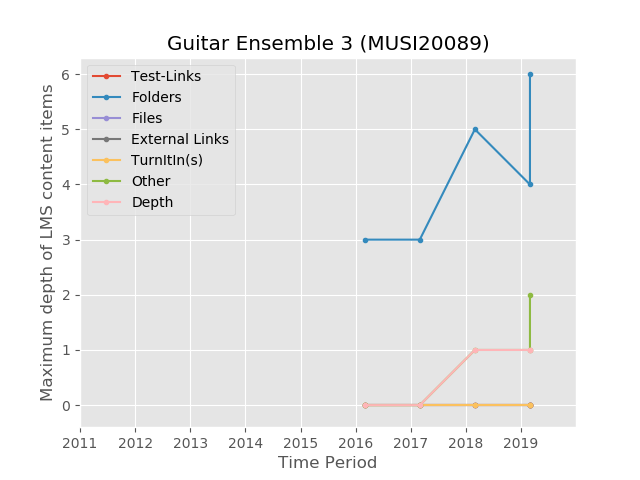 Guitar Ensemble 3 (MUSI20089)
Maximum depth of LMS content items
6
5
4
3
2
1
0
Test-Links
Folders
Files
External Links
TurnItIn(s)
Other
Depth
2011 2012 2013 2014 2015 2016 2017 2018 2019
Time Period